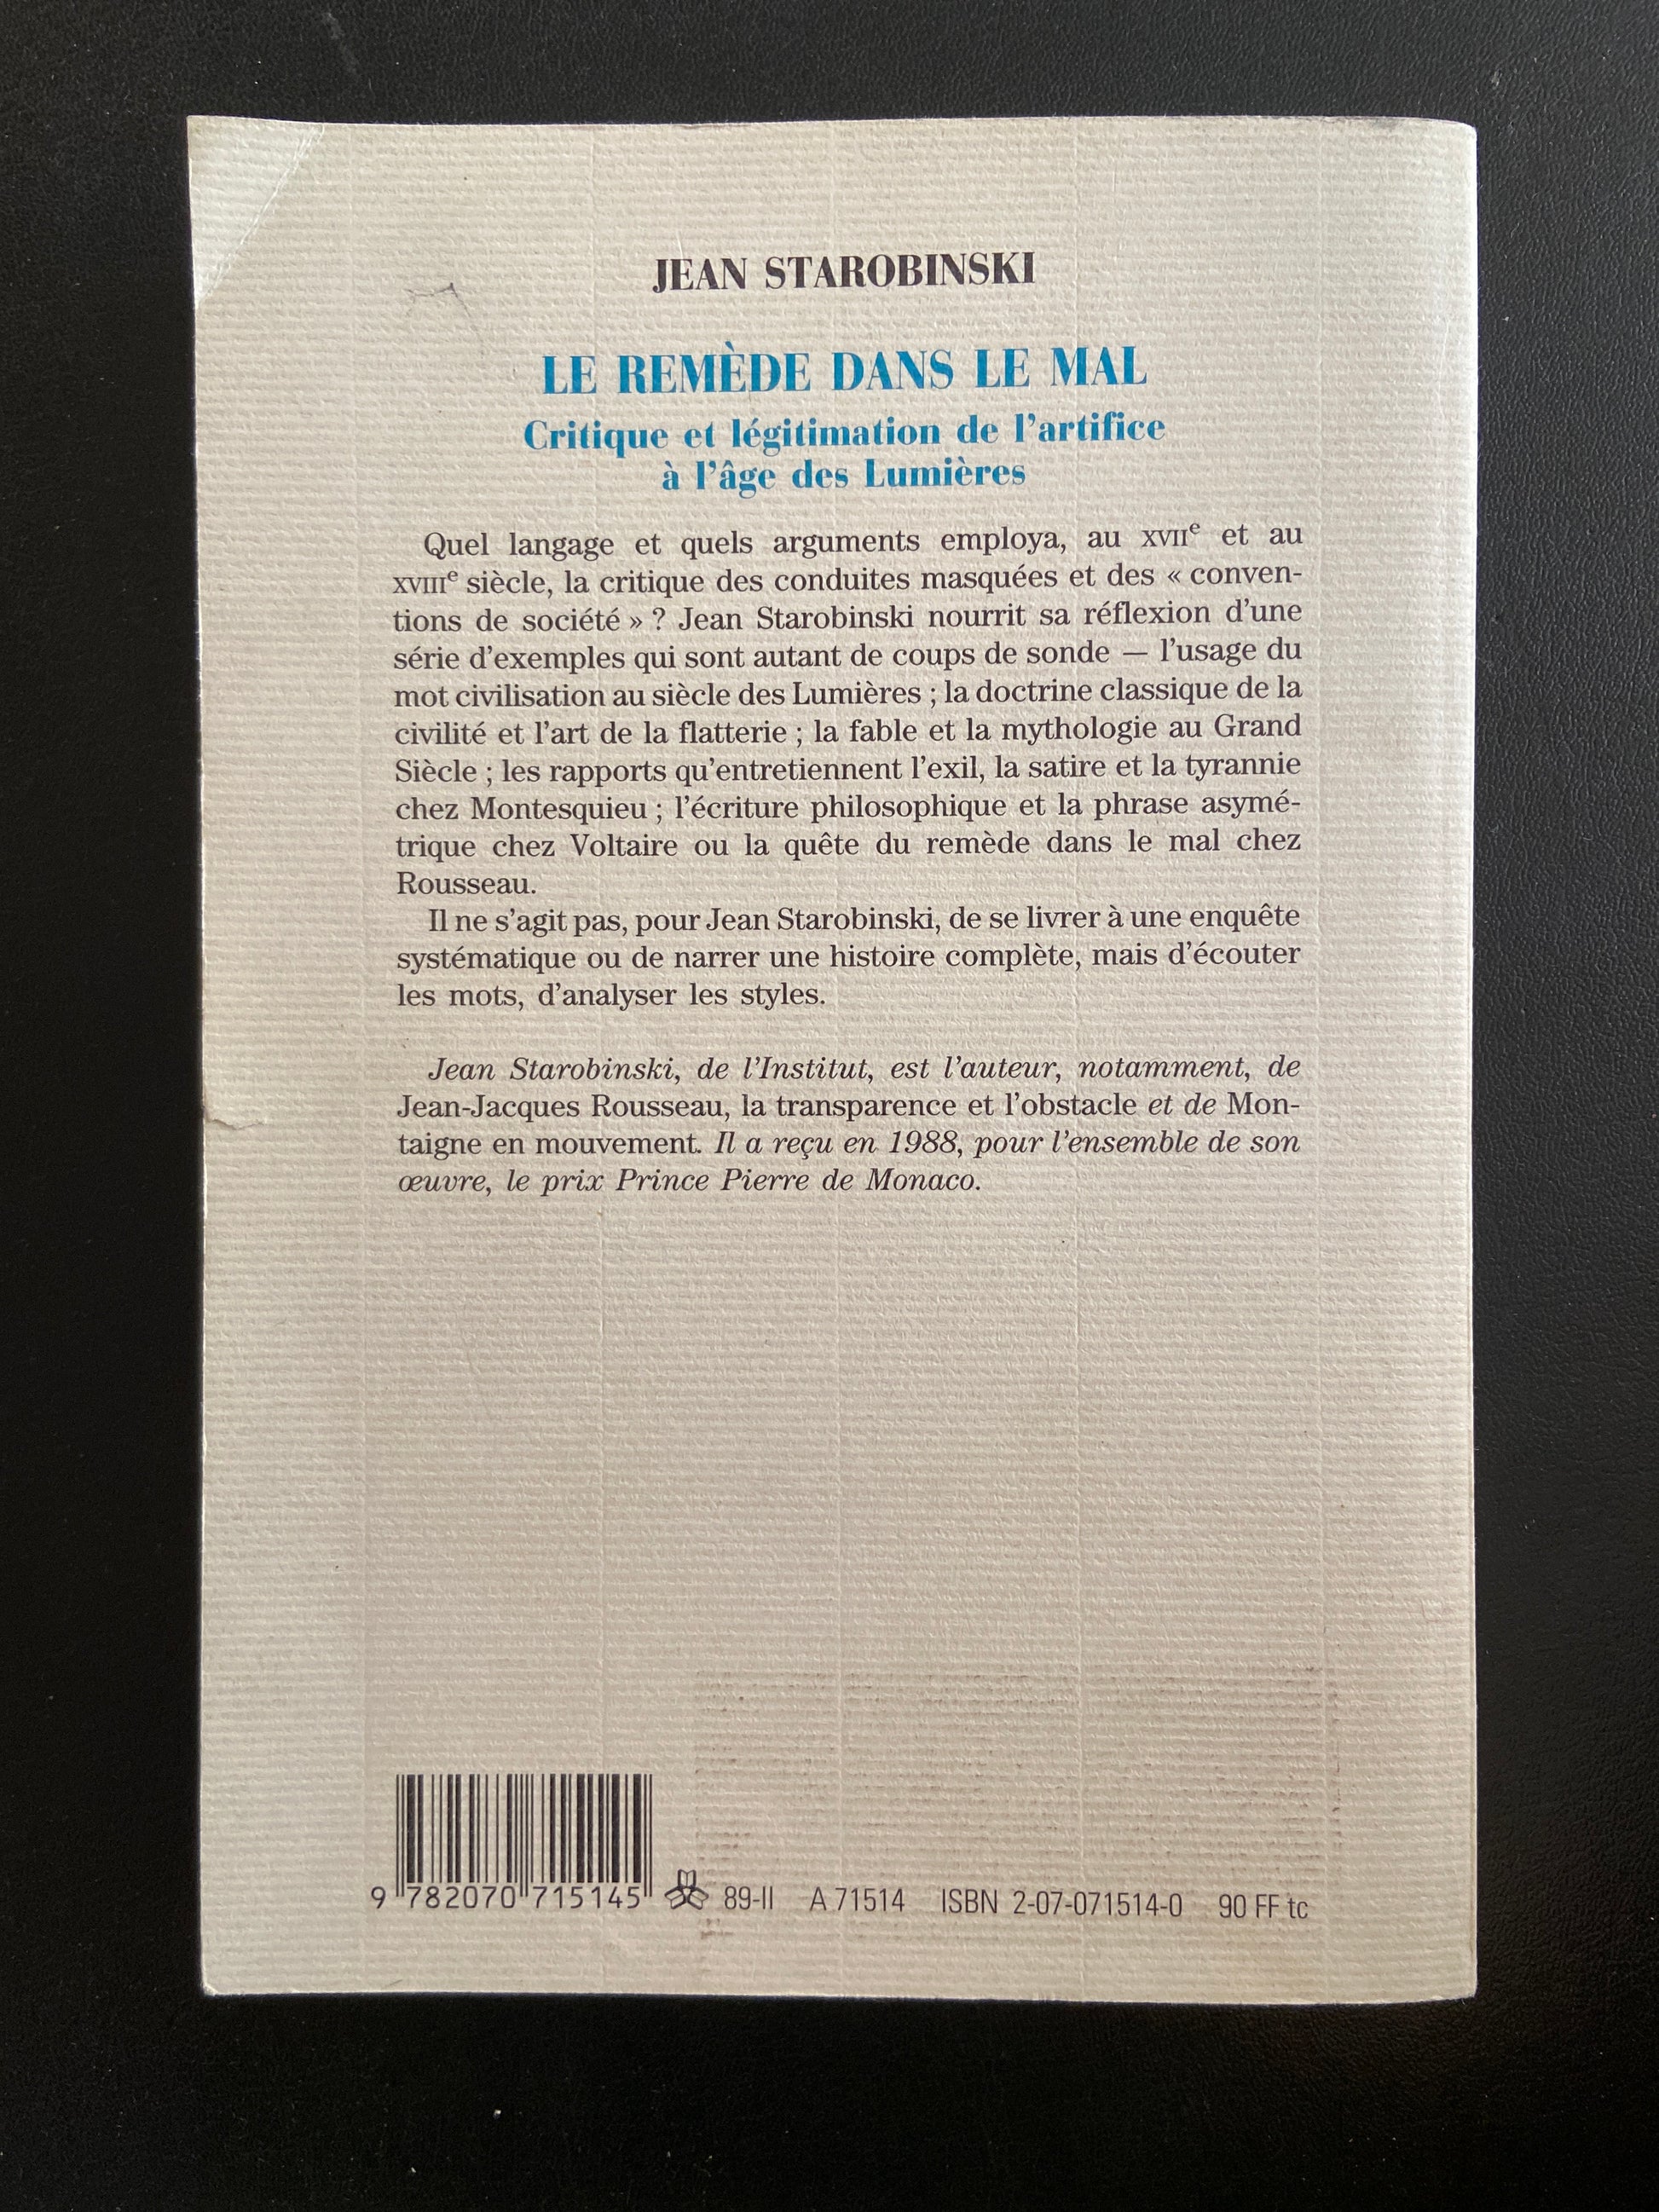 JEAN STAROBINSKI
LE REMÈDE DANS LE MAL
Critique et légitimation de l'artifice
à l'âge des Lumières
Quel langage et quels arguments employa, au XVIIe et au
XVIIIe siècle, la critique des conduites masquées et des « conven-
tions de société » ? Jean Starobinski nourrit sa réflexion d'une
série d'exemples qui sont autant de coups de sonde — l'usage du
mot civilisation au siècle des Lumières ; la doctrine classique de la
civilité et l'art de la flatterie ; la fable et la mythologie au Grand
Siècle ; les rapports qu'entretiennent l'exil, la satire et la tyrannie
chez Montesquieu ; l'écriture philosophique et la phrase asymé-
trique chez Voltaire ou la quête du remède dans le mal chez
Rousseau.
Il ne s'agit pas, pour Jean Starobinski, de se livrer à une enquête
systématique ou de narrer une histoire complète, mais d'écouter
les mots, d'analyser les styles.
Jean Starobinski, de l'Institut, est l'auteur, notamment, de
Jean-Jacques Rousseau, la transparence et l'obstacle et de Mon-
taigne en mouvement. Il a reçu en 1988, pour l'ensemble de son
œuvre, le prix Prince Pierre de Monaco.
9 782070 715145 89-II A 71514 ISBN 2-07-071514-0 90 FF tc